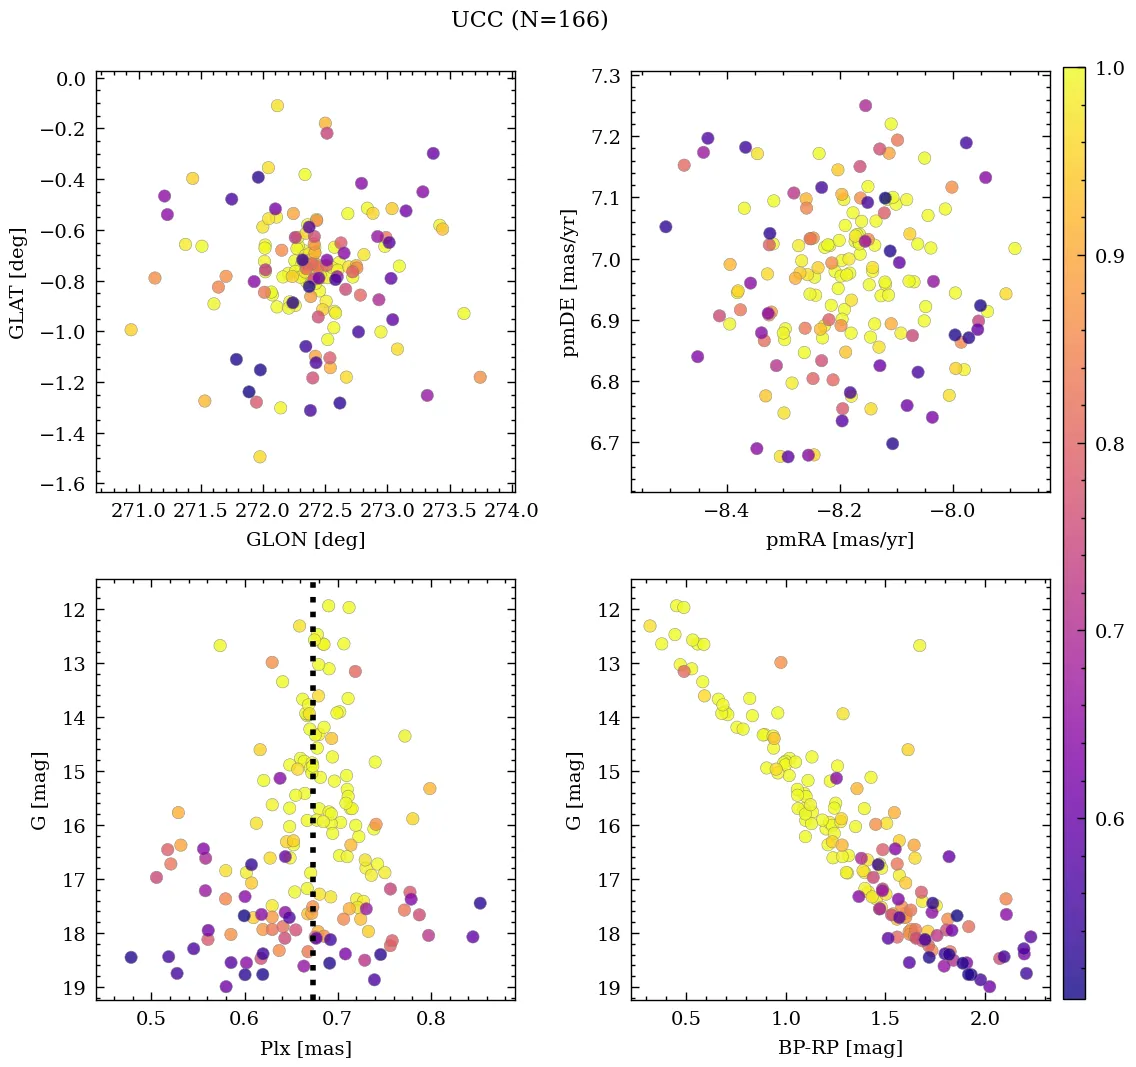 UCC (N=166)
0.0
−0.2
−0.4
−0.6
−0.8
−1.0
−1.2
−1.4
−1.6
GLAT [deg]
271.0 271.5 272.0 272.5 273.0 273.5 274.0
GLON [deg]
7.3
7.2
7.1
7.0
6.9
6.8
6.7
pmDE [mas/yr]
−8.4 −8.2 −8.0
pmRA [mas/yr]
12
13
14
15
16
17
18
19
G [mag]
0.5 0.6 0.7 0.8
Plx [mas]
12
13
14
15
16
17
18
19
G [mag]
0.5 1.0 1.5 2.0
BP-RP [mag]
1.0
0.9
0.8
0.7
0.6